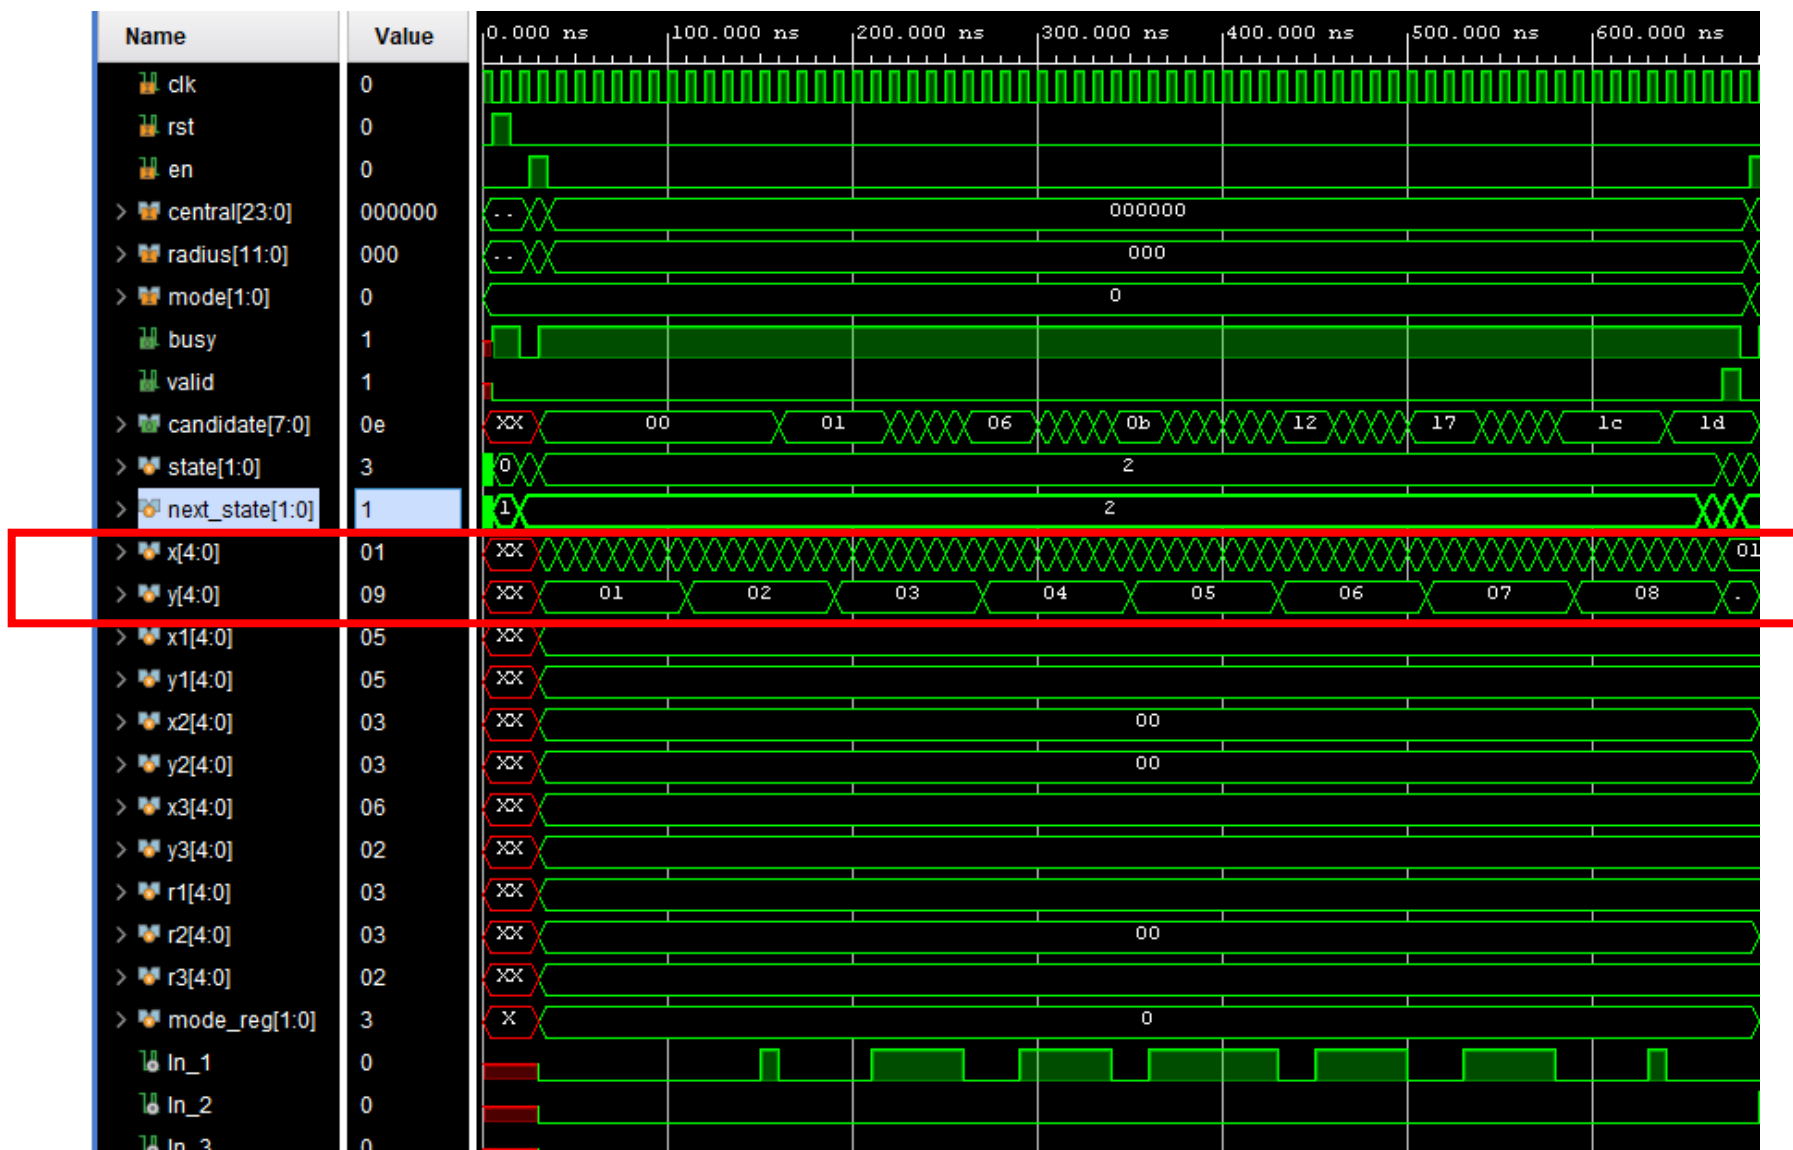 Name Value 0.000 ns 100.000 ns 200.000 ns 300.000 ns 400.000 ns 500.000 ns 600.000 ns
clk 0
rst 0
en 0
central[23:0] 000000 .. 000000
radius[11:0] 000 .. 000
mode[1:0] 0 0
busy 1
valid 1
candidate[7:0] 0e XX 00 01 06 0b 12 17 1c 1d
state[1:0] 3 0 2
next_state[1:0] 1 1 2
x[4:0] 01 XX 01
y[4:0] 09 XX 01 02 03 04 05 06 07 08 .
x1[4:0] 05 XX
y1[4:0] 05 XX
x2[4:0] 03 XX 00
y2[4:0] 03 XX 00
x3[4:0] 06 XX
y3[4:0] 02 XX
r1[4:0] 03 XX
r2[4:0] 03 XX 00
r3[4:0] 02 XX
mode_reg[1:0] 3 X 0
In_1 0
In_2 0
In_3 0